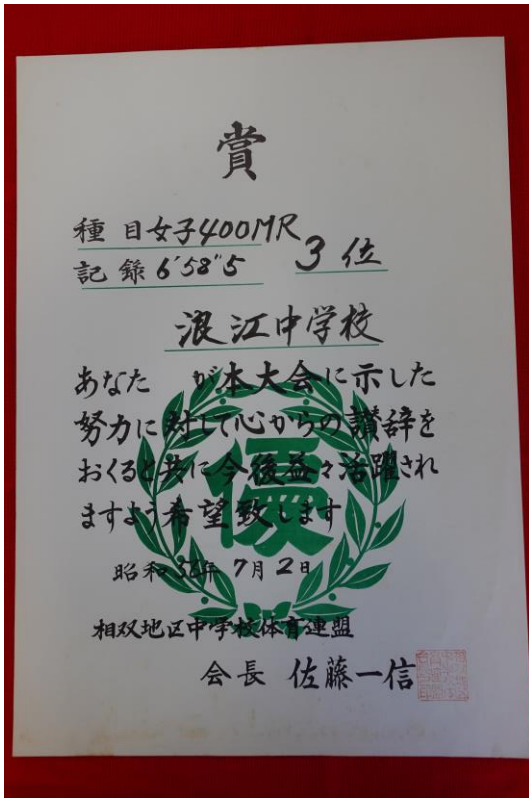 賞
種 目 女子400MR
記 録 6'58"5 3 位
浪江中学校
あなた が本大会に示した
努力に対して心からの讃辞を
おくると共に今後益々活躍され
ますよう希望致します
優
昭和58年 7月 2日
相双地区中学校体育連盟
会長 佐藤一信